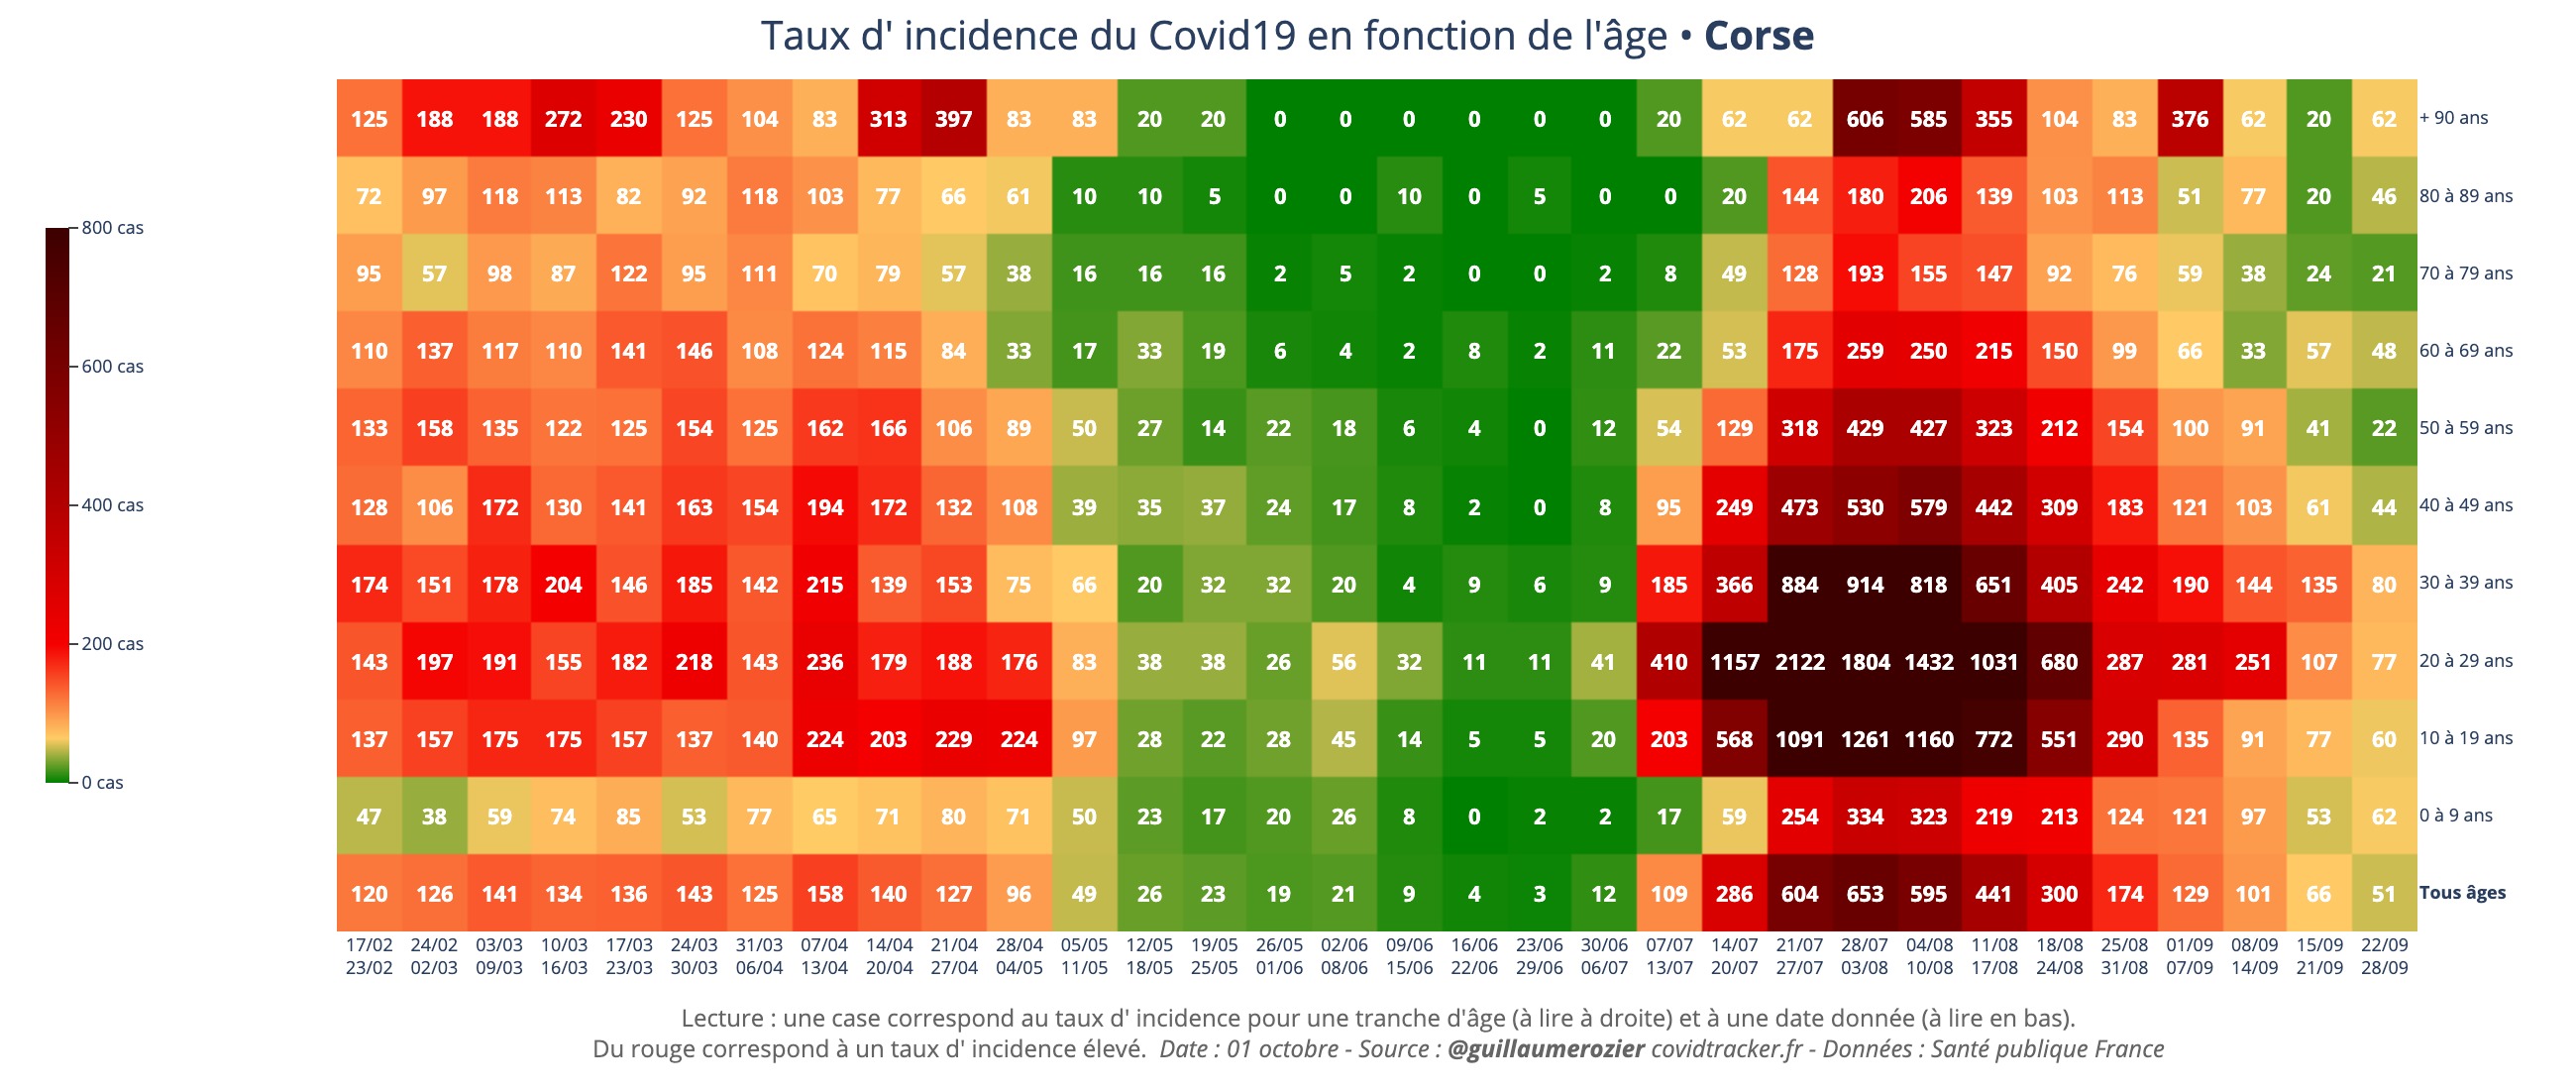 Taux d' incidence du Covid19 en fonction de l'âge • Corse
125 188 188 272 230 125 104 83 313 397 83 83 20 20 0 0 0 0 0 0 20 62 62 606 585 355 104 83 376 62 20 62 + 90 ans
72 97 118 113 82 92 118 103 77 66 61 10 10 5 0 0 10 0 5 0 0 20 144 180 206 139 103 113 51 77 20 46 80 à 89 ans
800 cas
95 57 98 87 122 95 111 70 79 57 38 16 16 16 2 5 2 0 0 2 8 49 128 193 155 147 92 76 59 38 24 21 70 à 79 ans
110 137 117 110 141 146 108 124 115 84 33 17 33 19 6 4 2 8 2 11 22 53 175 259 250 215 150 99 66 33 57 48 60 à 69 ans
600 cas
133 158 135 122 125 154 125 162 166 106 89 50 27 14 22 18 6 4 0 12 54 129 318 429 427 323 212 154 100 91 41 22 50 à 59 ans
400 cas
128 106 172 130 141 163 154 194 172 132 108 39 35 37 24 17 8 2 0 8 95 249 473 530 579 442 309 183 121 103 61 44 40 à 49 ans
174 151 178 204 146 185 142 215 139 153 75 66 20 32 32 20 4 9 6 9 185 366 884 914 818 651 405 242 190 144 135 80 30 à 39 ans
200 cas
143 197 191 155 182 218 143 236 179 188 176 83 38 38 26 56 32 11 11 41 410 1157 2122 1804 1432 1031 680 287 281 251 107 77 20 à 29 ans
137 157 175 175 157 137 140 224 203 229 224 97 28 22 28 45 14 5 5 20 203 568 1091 1261 1160 772 551 290 135 91 77 60 10 à 19 ans
0 cas
47 38 59 74 85 53 77 65 71 80 71 50 23 17 20 26 8 0 2 2 17 59 254 334 323 219 213 124 121 97 53 62 0 à 9 ans
120 126 141 134 136 143 125 158 140 127 96 49 26 23 19 21 9 4 3 12 109 286 604 653 595 441 300 174 129 101 66 51 Tous âges
17/02 24/02 03/03 10/03 17/03 24/03 31/03 07/04 14/04 21/04 28/04 05/05 12/05 19/05 26/05 02/06 09/06 16/06 23/06 30/06 07/07 14/07 21/07 28/07 04/08 11/08 18/08 25/08 01/09 08/09 15/09 22/09
23/02 02/03 09/03 16/03 23/03 30/03 06/04 13/04 20/04 27/04 04/05 11/05 18/05 25/05 01/06 08/06 15/06 22/06 29/06 06/07 13/07 20/07 27/07 03/08 10/08 17/08 24/08 31/08 07/09 14/09 21/09 28/09
Lecture : une case correspond au taux d' incidence pour une tranche d'âge (à lire à droite) et à une date donnée (à lire en bas).
Du rouge correspond à un taux d' incidence élevé. Date : 01 octobre - Source : @guillaumerozier covidtracker.fr - Données : Santé publique France